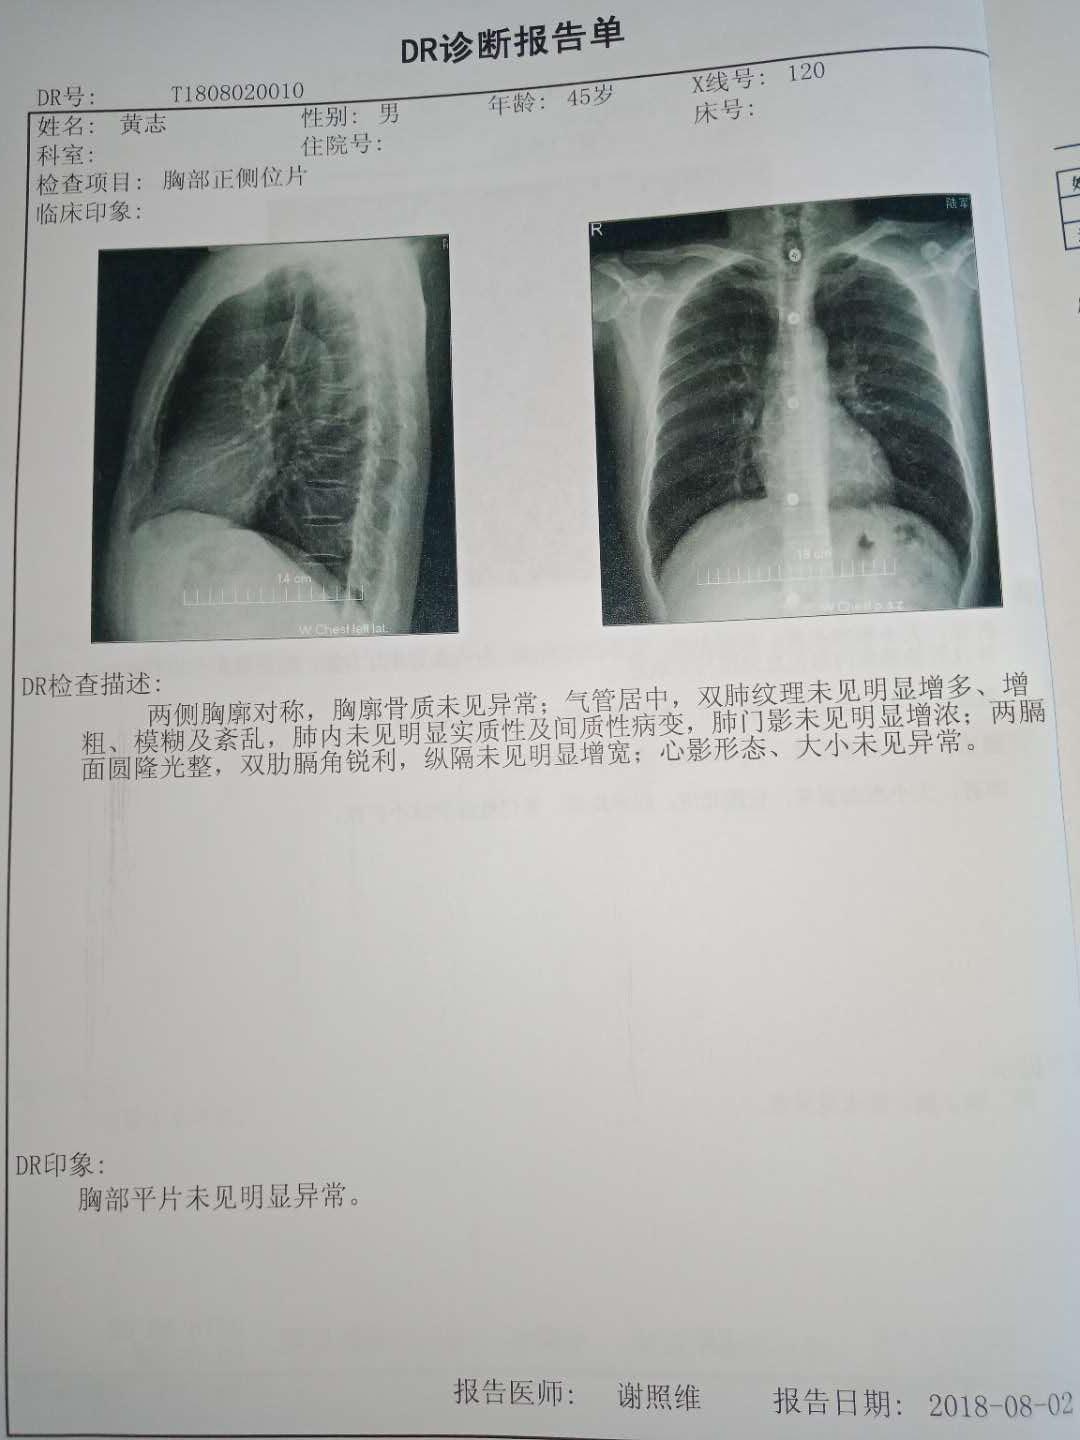 DR诊断报告单
DR号: T1808020010 X线号: 120
姓名: 黄志 性别: 男 年龄: 45岁 床号:
科室: 住院号:
检查项目: 胸部正侧位片
临床印象:
R
陆军
14 cm
W Chest left lat.
18 cm
W Chest p.a.
DR检查描述:
两侧胸廓对称，胸廓骨质未见异常；气管居中，双肺纹理未见明显增多、增
粗、模糊及紊乱，肺内未见明显实质性及间质性病变，肺门影未见明显增浓；两膈
面圆隆光整，双肋膈角锐利，纵隔未见明显增宽；心影形态、大小未见异常。
DR印象:
胸部平片未见明显异常。
报告医师: 谢照维 报告日期: 2018-08-02